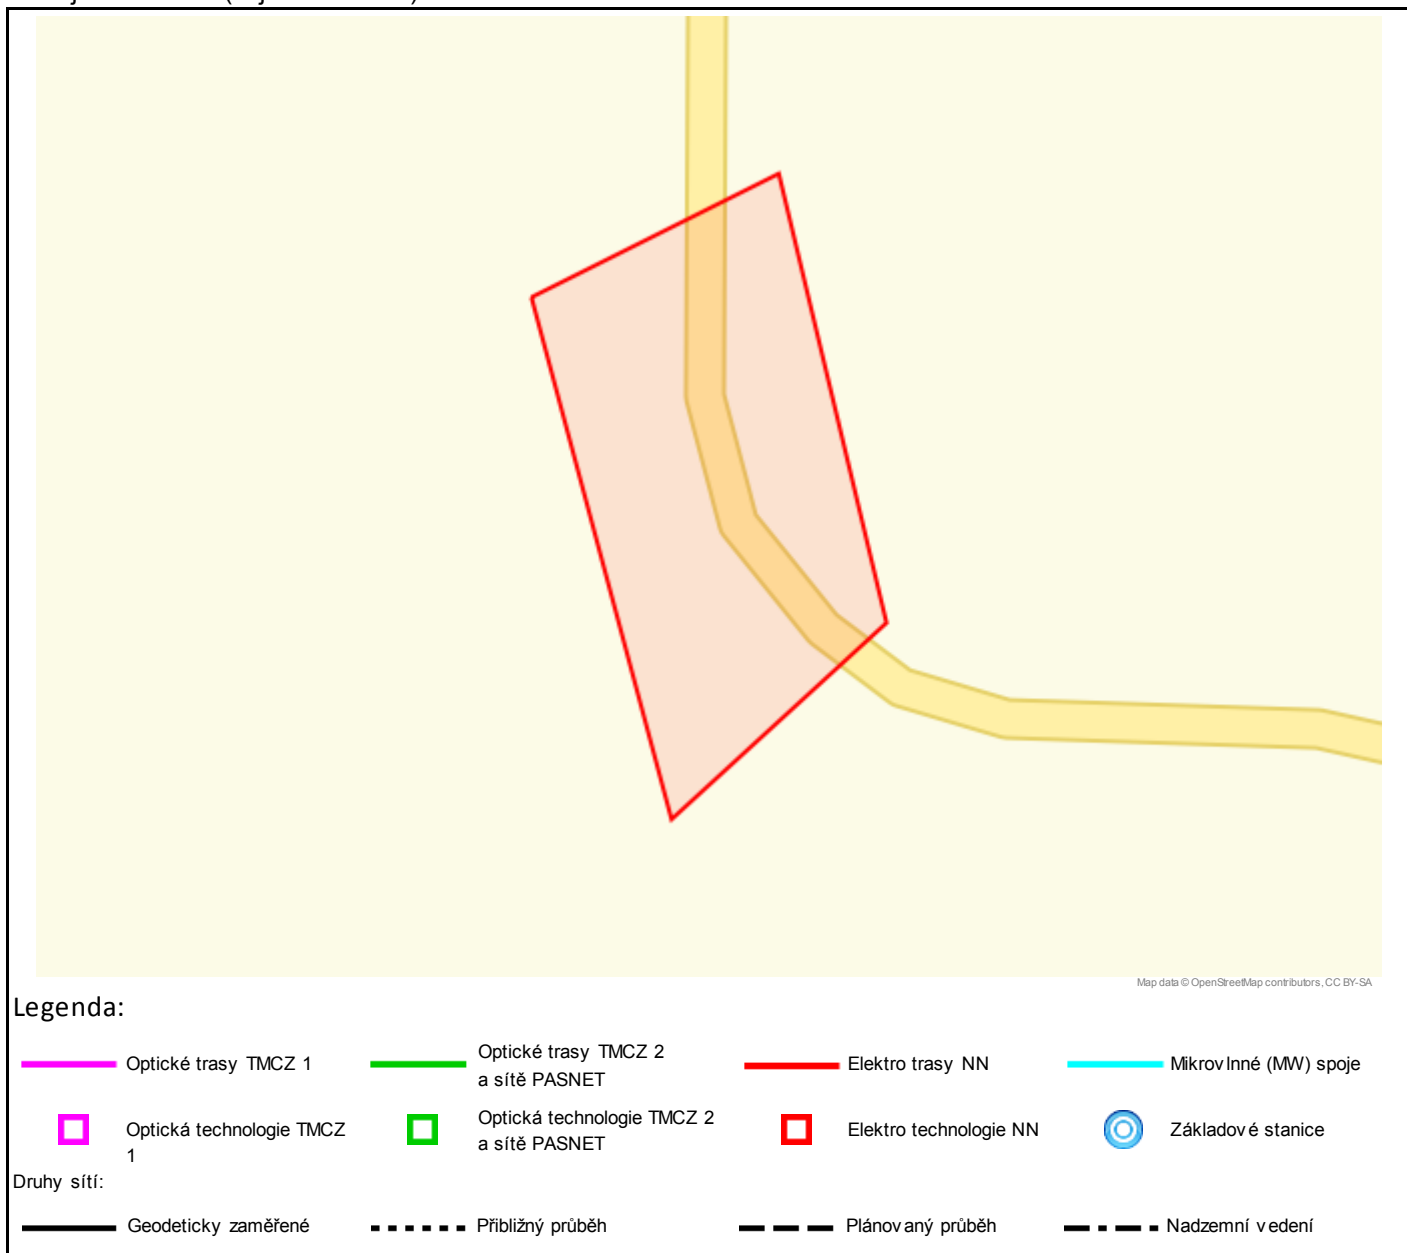 Map data © OpenStreetMap contributors, CC BY-SA
Legenda:
Optické trasy TMCZ 1
Optické trasy TMCZ 2
a sítě PASNET
Elektro trasy NN
Mikrovlnné (MW) spoje
Optická technologie TMCZ
1
Optická technologie TMCZ 2
a sítě PASNET
Elektro technologie NN
Základové stanice
Druhy sítí:
Geodeticky zaměřené
Přibližný průběh
Plánovaný průběh
Nadzemní vedení